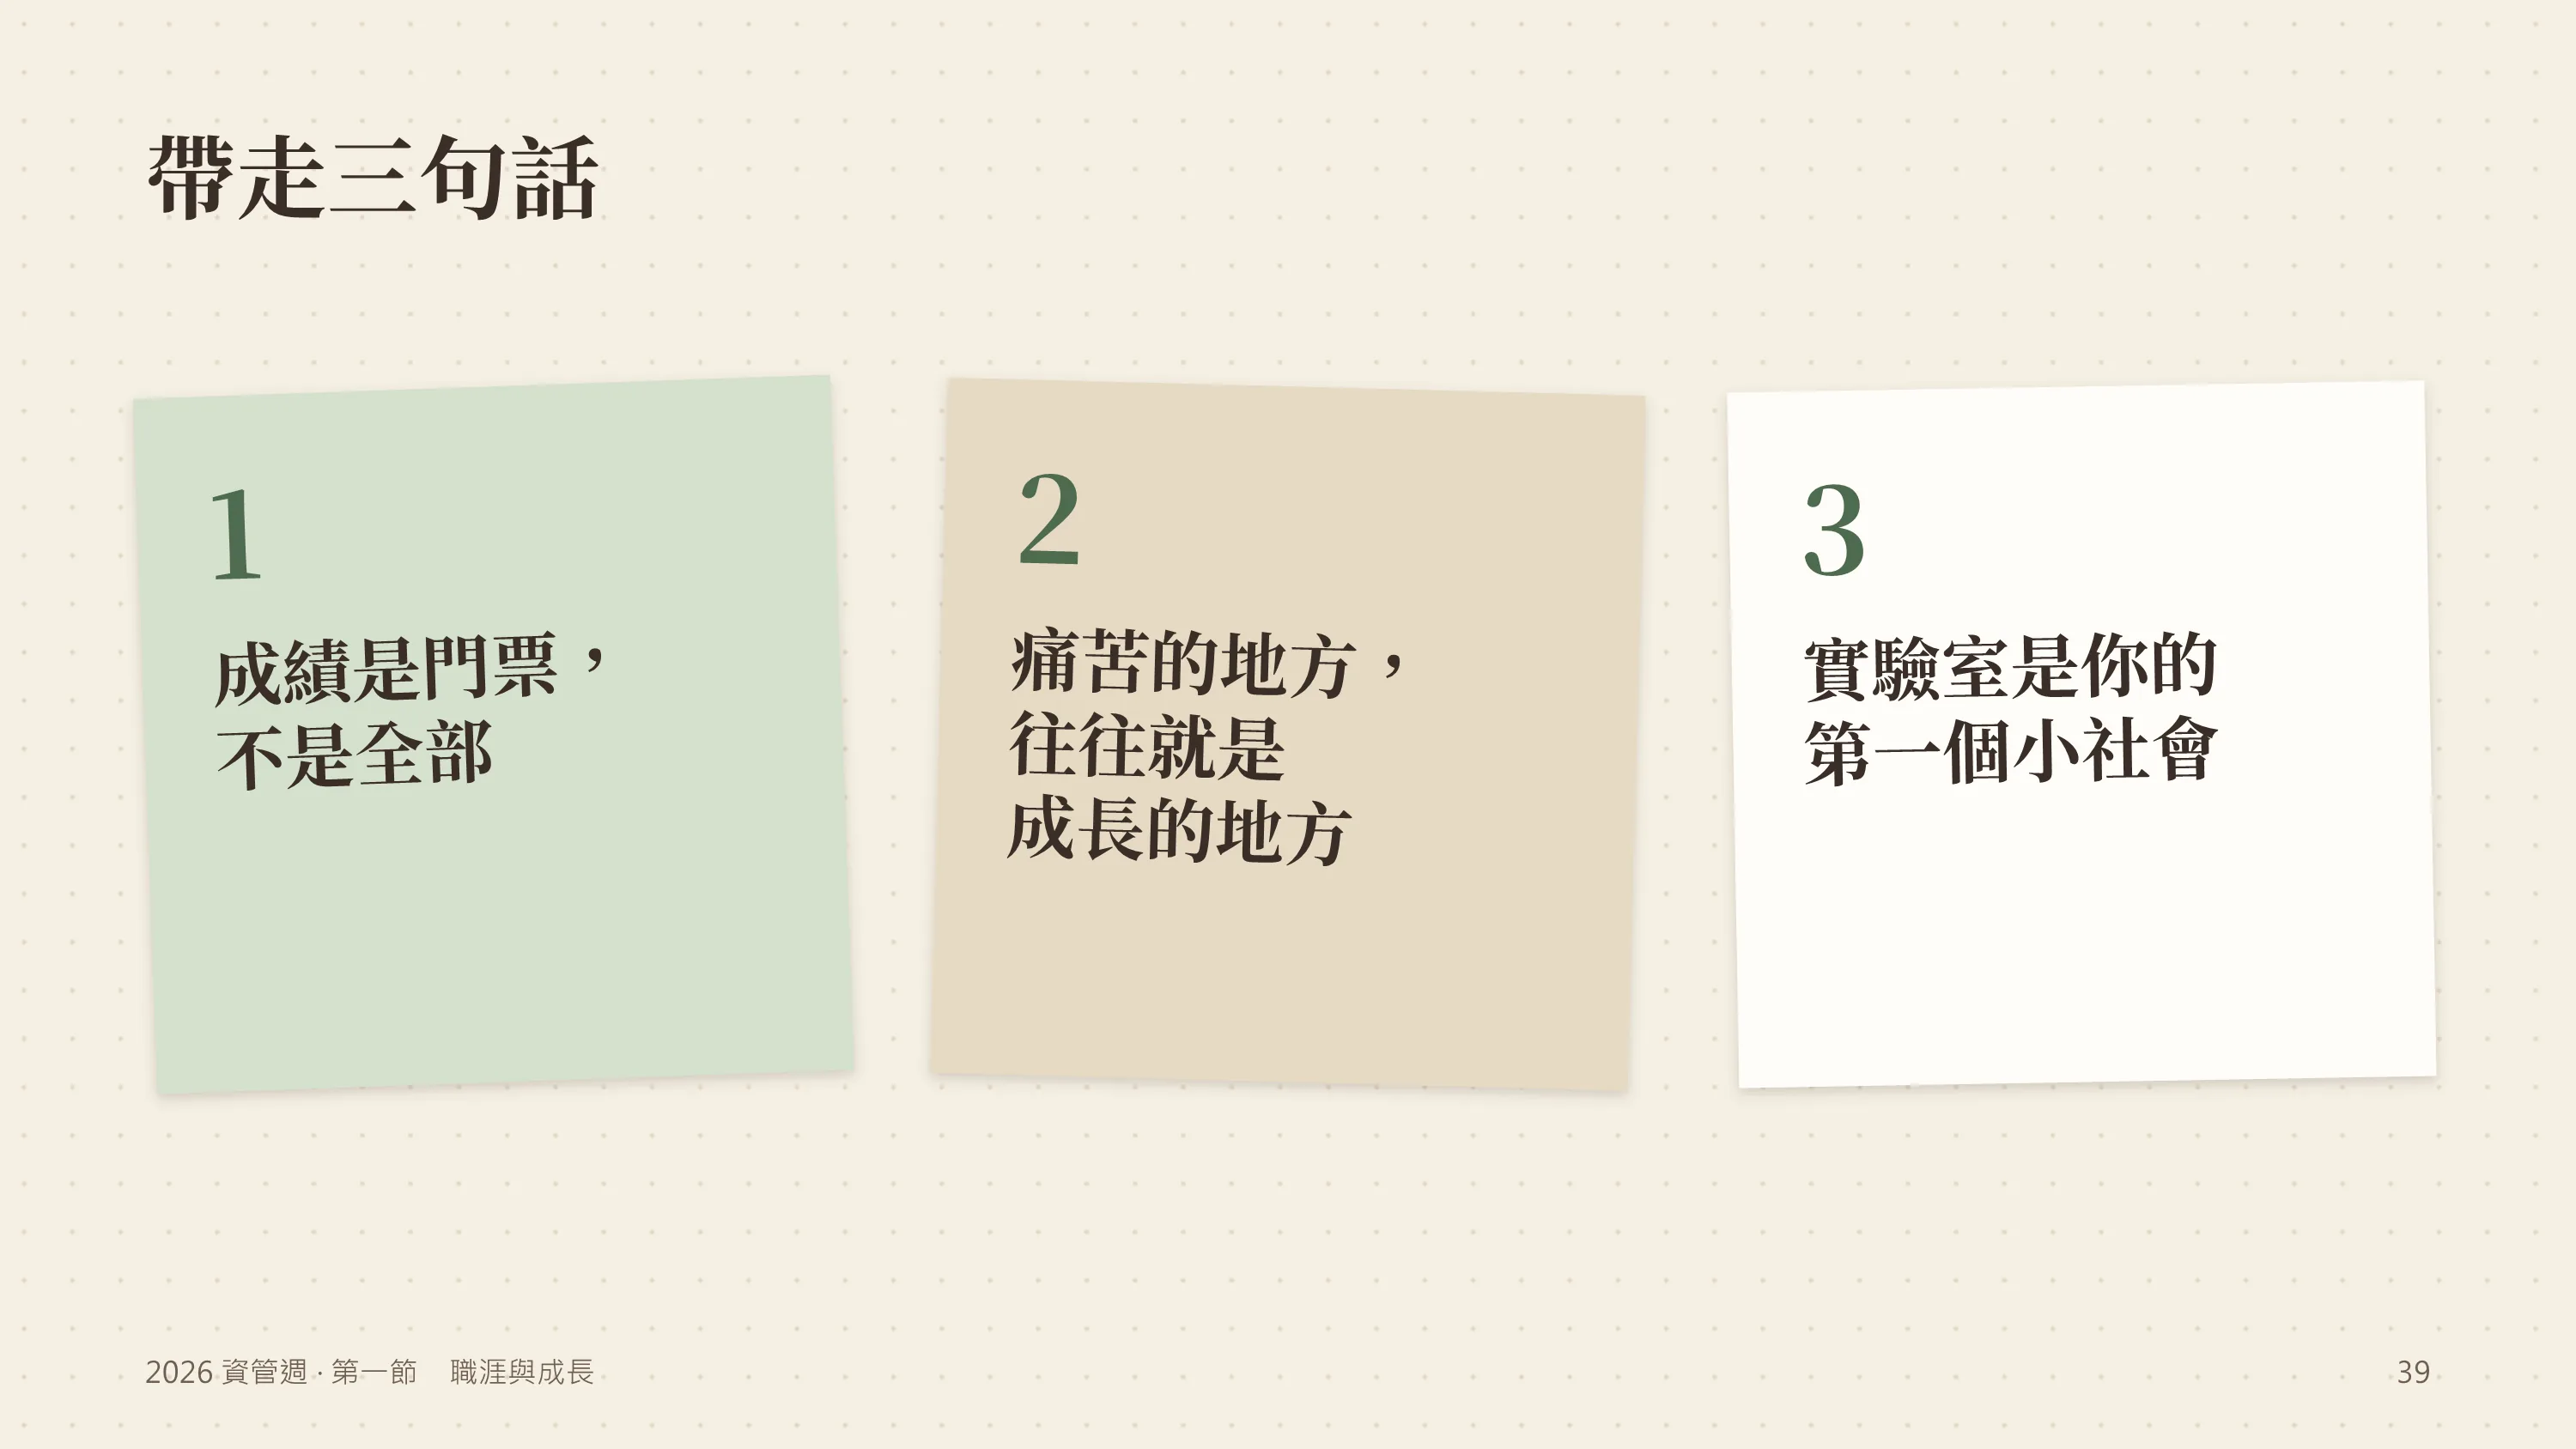 帶走三句話
1
成績是門票，
不是全部
2
痛苦的地方，
往往就是
成長的地方
3
實驗室是你的
第一個小社會
2026 資管週 · 第一節　職涯與成長
39